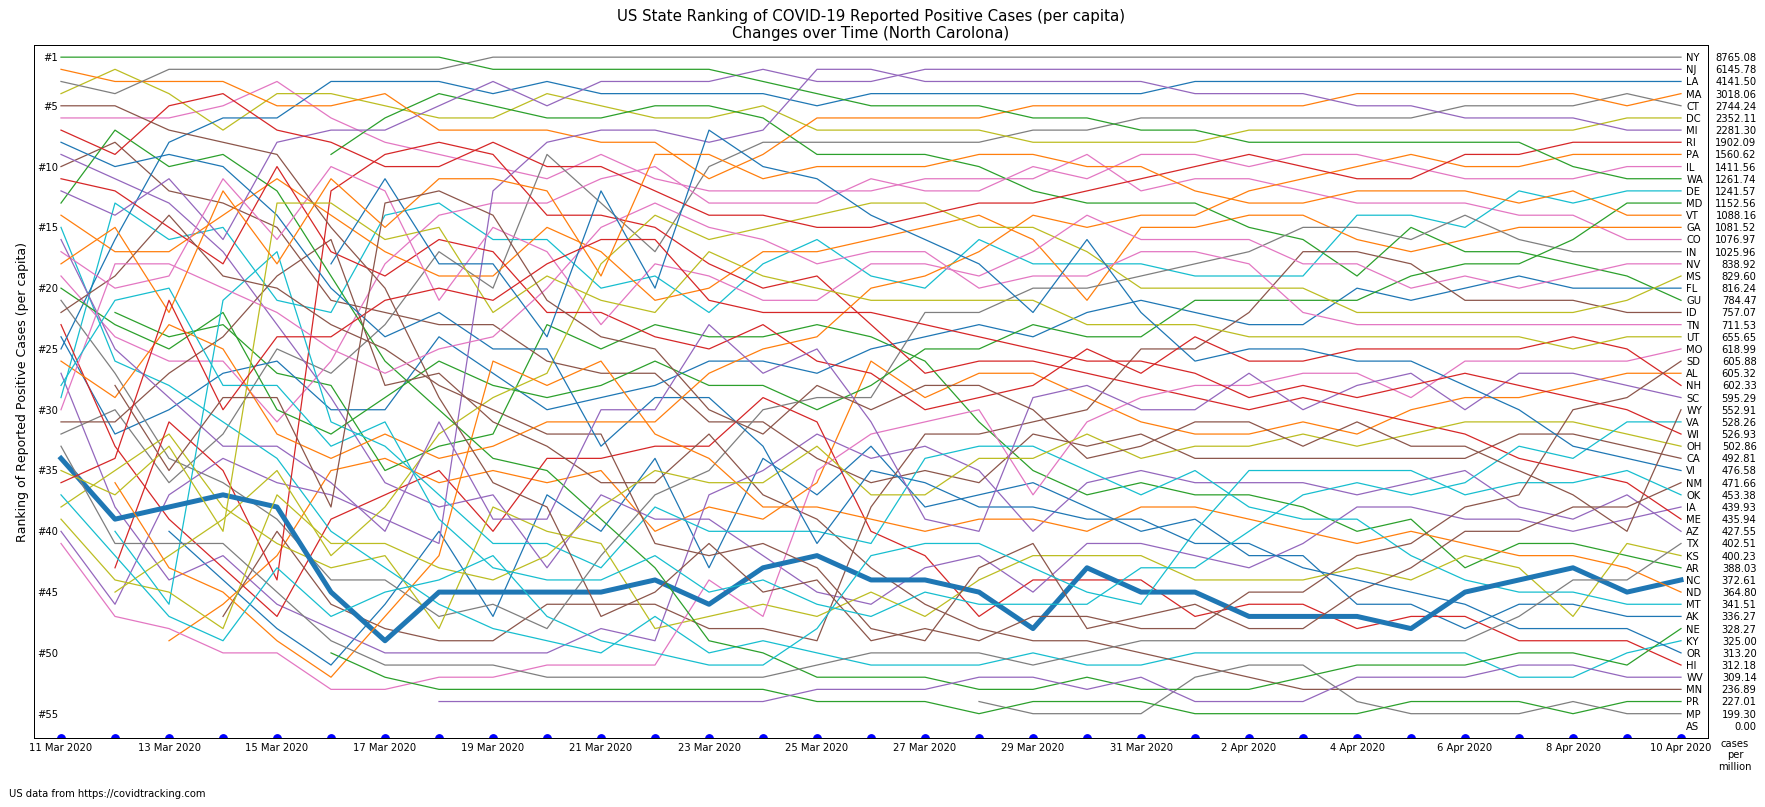 US State Ranking of COVID-19 Reported Positive Cases (per capita)
Changes over Time (North Carolona)
Ranking of Reported Positive Cases (per capita)
#1
#5
#10
#15
#20
#25
#30
#35
#40
#45
#50
#55
NY 8765.08
NJ 6145.78
LA 4141.50
MA 3018.06
CT 2744.24
DC 2352.11
MI 2281.30
RI 1902.09
PA 1560.62
IL 1411.56
WA 1261.74
DE 1241.57
MD 1152.56
VT 1088.16
GA 1081.52
CO 1076.97
IN 1025.96
NV 838.92
MS 829.60
FL 816.24
GU 784.47
ID 757.07
TN 711.53
UT 655.65
MO 618.99
SD 605.88
AL 605.32
NH 602.33
SC 595.29
WY 552.91
VA 528.26
WI 526.93
OH 502.86
CA 492.81
VI 476.58
NM 471.66
OK 453.38
IA 439.93
ME 435.94
AZ 427.55
TX 402.51
KS 400.23
AR 388.03
NC 372.61
ND 364.80
MT 341.51
AK 336.27
NE 328.27
KY 325.00
OR 313.20
HI 312.18
WV 309.14
MN 236.89
PR 227.01
MP 199.30
AS 0.00
11 Mar 2020 13 Mar 2020 15 Mar 2020 17 Mar 2020 19 Mar 2020 21 Mar 2020 23 Mar 2020 25 Mar 2020 27 Mar 2020 29 Mar 2020 31 Mar 2020 2 Apr 2020 4 Apr 2020 6 Apr 2020 8 Apr 2020 10 Apr 2020
cases
per
million
US data from https://covidtracking.com